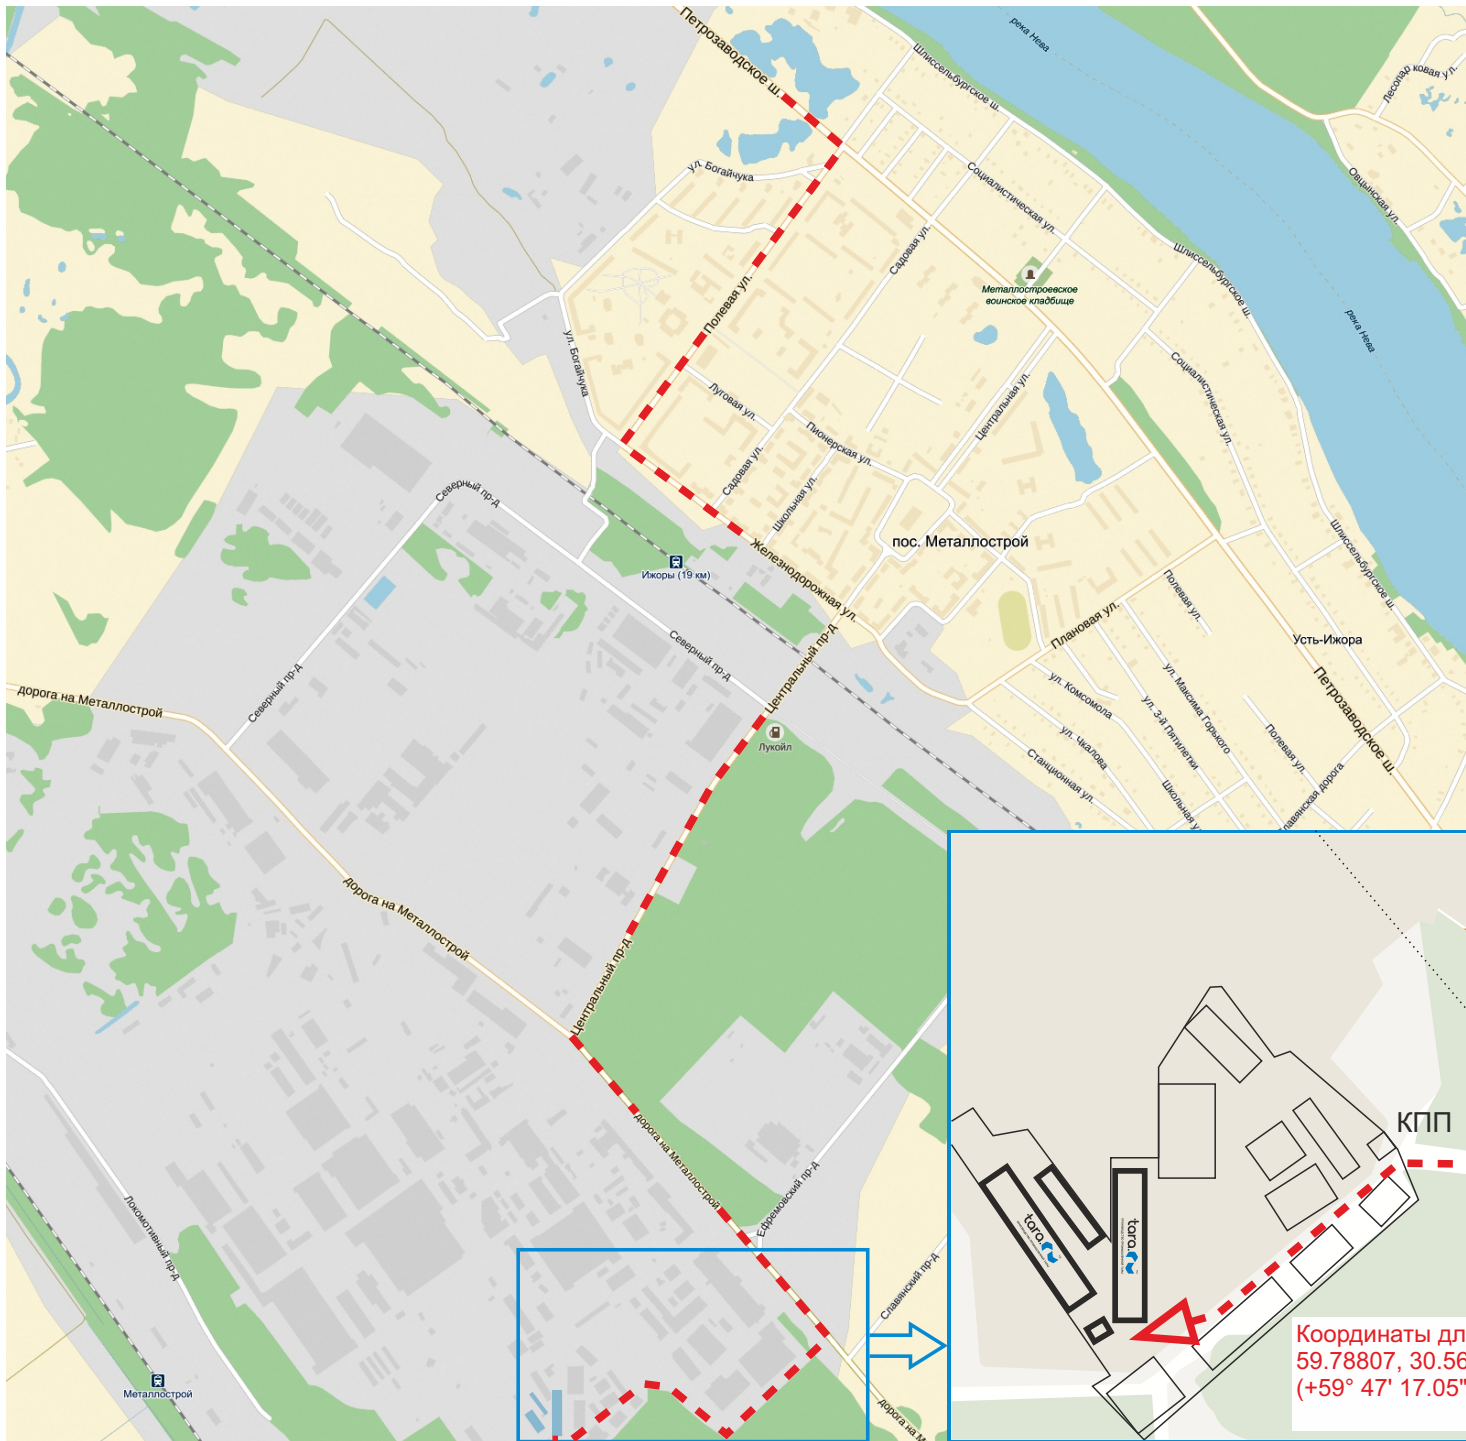 Петрозаводское ш.
река Нева
Шлиссельбургское ш.
Лесопар ковая ул.
ул. Богайчука
Социалистическая ул.
Овцынская ул.
Садовая ул.
Шлиссельбургское ш.
Металлостроевское
воинское кладбище
Полевая ул.
река Нева
ул. Богайчука
Луговая ул.
Социалистическая ул.
Центральная ул.
Пионерская ул.
Садовая ул.
Школьная ул.
Северный пр-д
пос. Металлострой
Шлиссельбургское ш.
Железнодорожная ул.
Ижоры (19 км)
Полевая ул.
Плановая ул.
Усть-Ижора
Северный пр-д
Центральный пр-д
Северный пр-д
дорога на Металлострой
ул. Комсомола
ул. Максима Горького
ул. 3-й Пятилетки
Петрозаводское ш.
Лукойл
ул. Чкалова
Полевая ул.
Станционная ул.
Школьная у
лавянская дорога
дорога на Металлострой
Центральный пр-д
КПП
дорога на Металлострой
Ефремовский пр-д
Локомотивный пр-д
tara.
tara.
Славянский пр-д
Координаты дл
59.78807, 30.56
(+59° 47' 17.05"
Металлострой
дорога на М